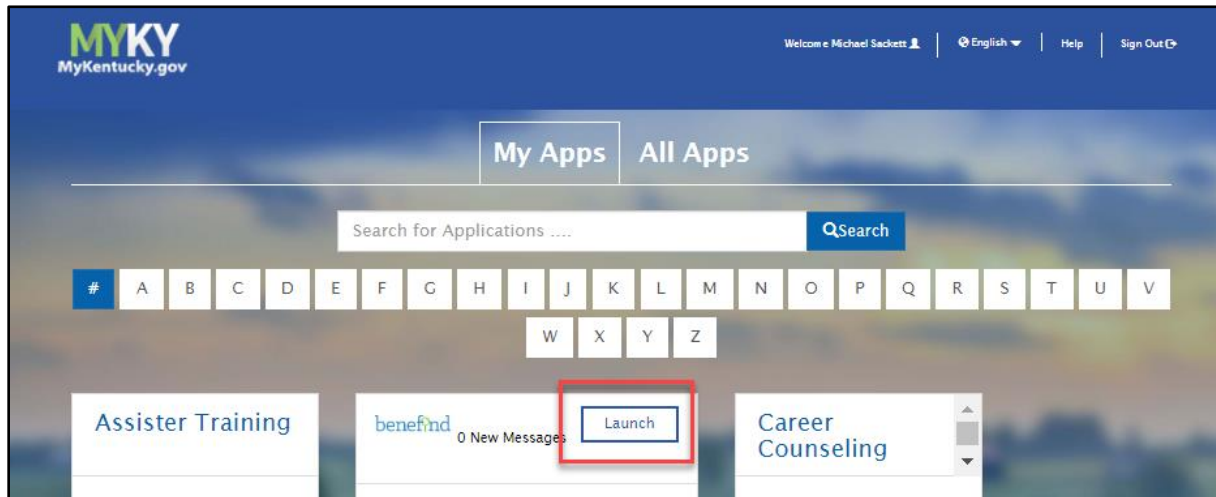 MYKY
MyKentucky.gov
Welcome Michael Sackett English Help Sign Out
My Apps All Apps
Search for Applications .... Search
# A B C D E F G H I J K L M N O P Q R S T U V
W X Y Z
Assister Training
benefind 0 New Messages Launch
Career
Counseling